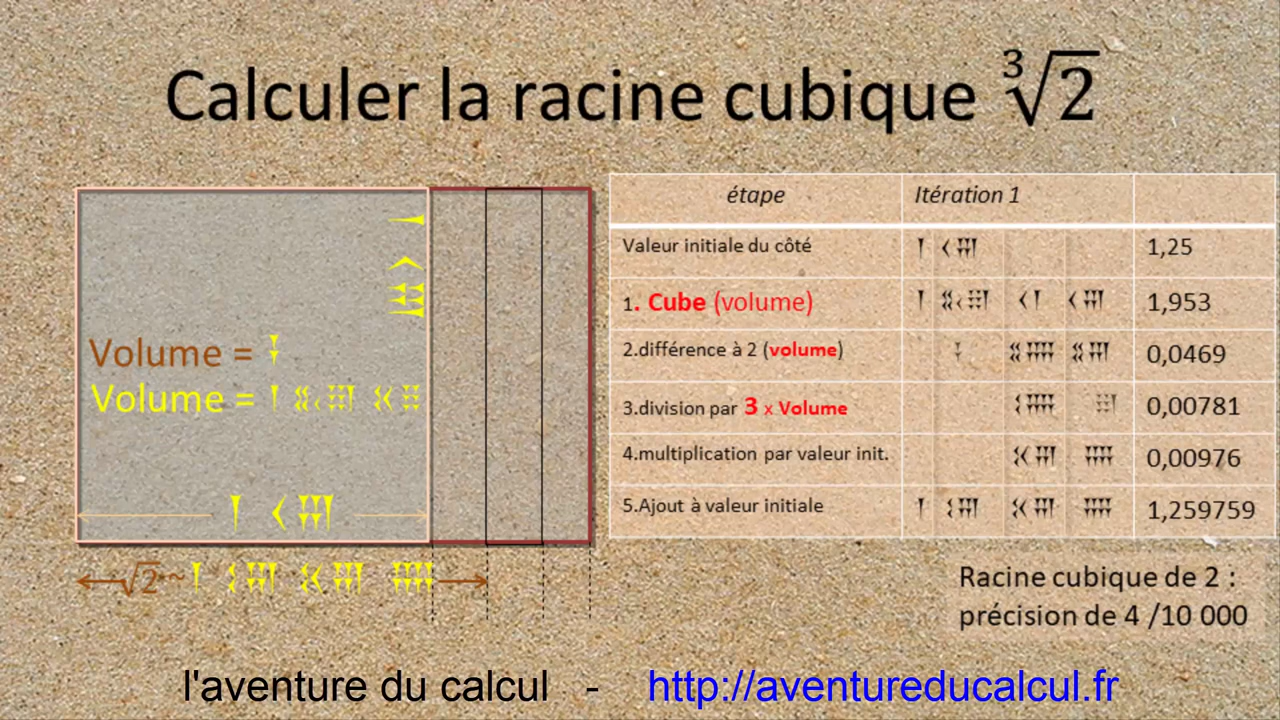 Calculer la racine cubique ∛2
étape Itération 1
Valeur initiale du côté 𒐕 𒌋𒐙 1,25
1. Cube (volume) 1,953
2.différence à 2 (volume) 0,0469
3.division par 3 x Volume 0,00781
4.multiplication par valeur init. 0,00976
5.Ajout à valeur initiale 1,259759
Volume =
Volume =
√2 ~
Racine cubique de 2 :
précision de 4 /10 000
l'aventure du calcul - http://aventureducalcul.fr